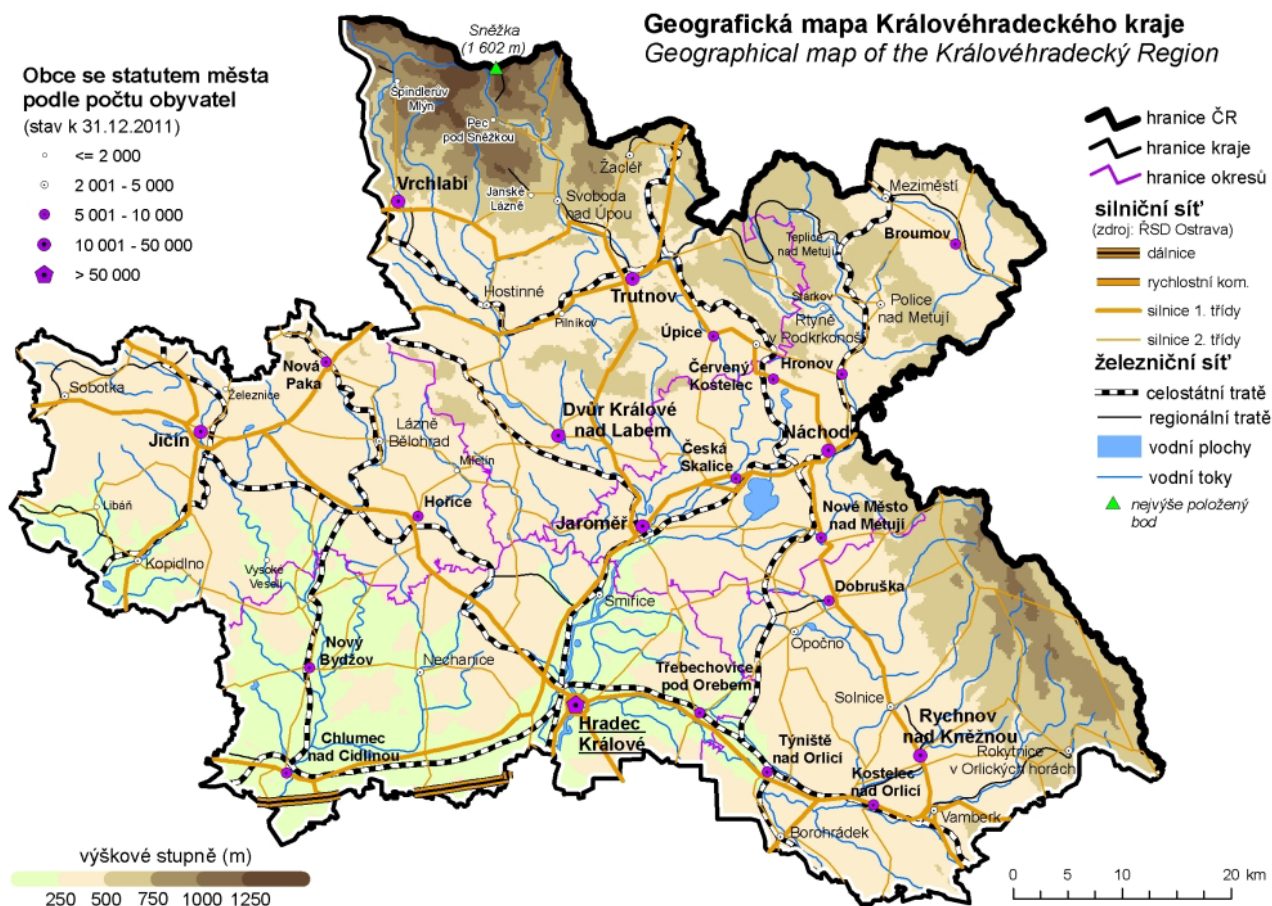 Geografická mapa Královéhradeckého kraje
Geographical map of the Královéhradecký Region
Sněžka
(1 602 m)
Obce se statutem města
podle počtu obyvatel
(stav k 31.12.2011)
<= 2 000
2 001 - 5 000
5 001 - 10 000
10 001 - 50 000
> 50 000
hranice ČR
hranice kraje
hranice okresů
silniční síť
(zdroj: ŘSD Ostrava)
dálnice
rychlostní kom.
silnice 1. třídy
silnice 2. třídy
železniční síť
celostátní tratě
regionální tratě
vodní plochy
vodní toky
nejvýše položený
bod
Špindlerův
Mlýn
Pec
pod Sněžkou
Žacléř
Vrchlabí
Janské
Lázně
Svoboda
nad Úpou
Meziměstí
Broumov
Teplice
nad Metují
Hostinné
Trutnov
Stárkov
Police
nad Metují
Pilníkov
Úpice
Rtyně
v Podkrkonoší
Nová
Paka
Červený
Kostelec
Hronov
Sobotka
Železnice
Jičín
Lázně
Bělohrad
Dvůr Králové
nad Labem
Náchod
Miletín
Česká
Skalice
Libáň
Hořice
Jaroměř
Nové Město
nad Metují
Kopidlno
Vysoké
Veselí
Smiřice
Dobruška
Opočno
Nový
Bydžov
Nechanice
Třebechovice
pod Orebem
Solnice
Hradec
Králové
Rychnov
nad Kněžnou
Chlumec
nad Cidlinou
Týniště
nad Orlicí
Rokytnice
v Orlických horách
Kostelec
nad Orlicí
Vamberk
Borohrádek
výškové stupně (m)
250 500 750 1000 1250
0 5 10 20 km